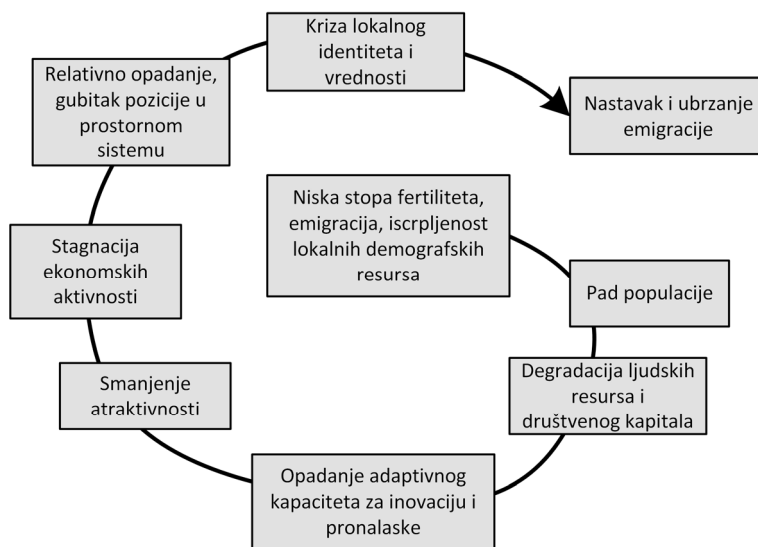 Kriza lokalnog
identiteta i
vrednosti
Relativno opadanje,
gubitak pozicije u
prostornom
sistemu
Nastavak i ubrzanje
emigracije
Niska stopa fertiliteta,
emigracija, iscrpljenost
lokalnih demografskih
resursa
Stagnacija
ekonomskih
aktivnosti
Pad populacije
Smanjenje
atraktivnosti
Degradacija ljudskih
resursa i
društvenog kapitala
Opadanje adaptivnog
kapaciteta za inovaciju i
pronalaske